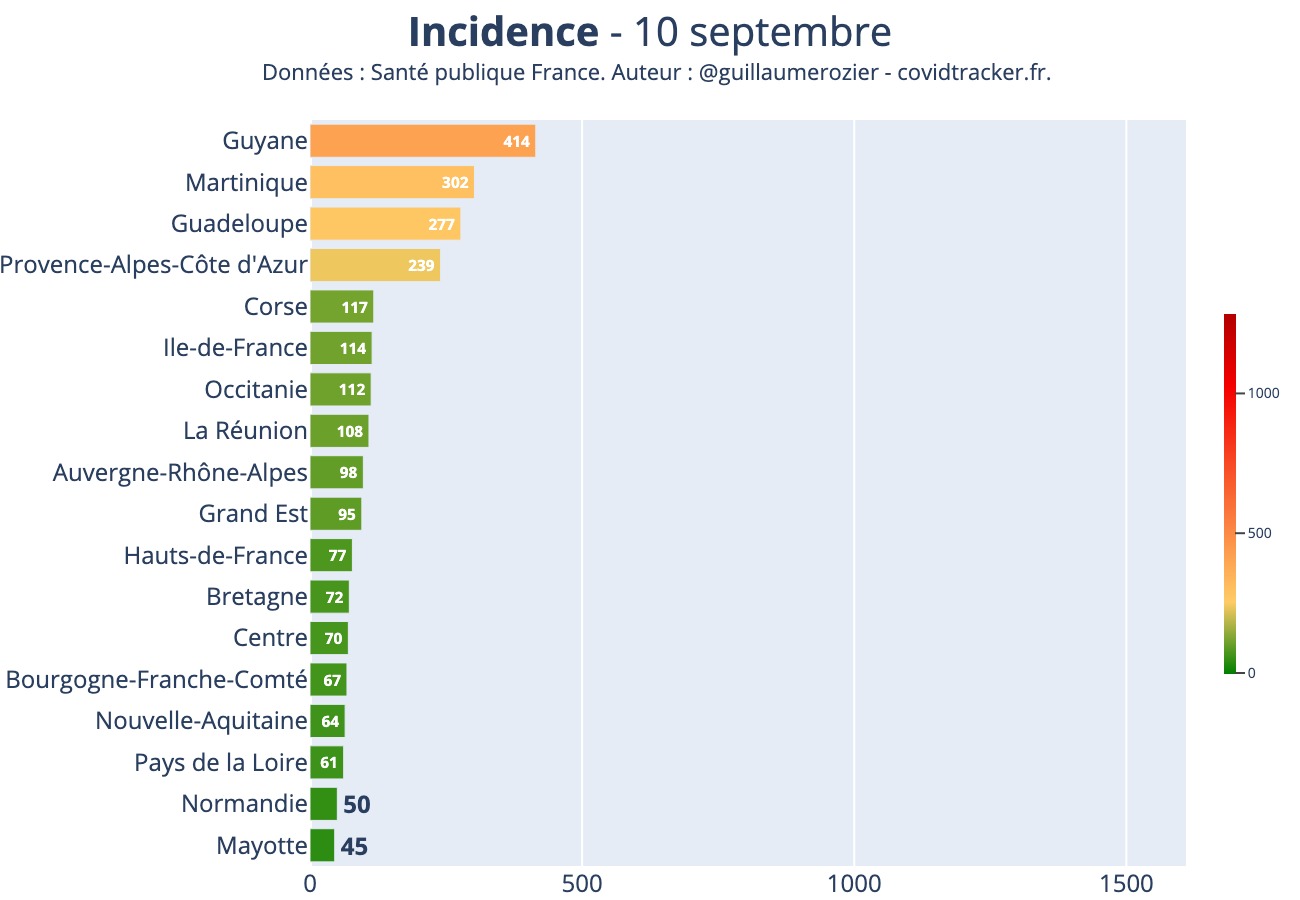 Incidence - 10 septembre
Données : Santé publique France. Auteur : @guillaumerozier - covidtracker.fr.
Guyane 414
Martinique 302
Guadeloupe 277
Provence-Alpes-Côte d'Azur 239
Corse 117
Ile-de-France 114
Occitanie 112
La Réunion 108
Auvergne-Rhône-Alpes 98
Grand Est 95
Hauts-de-France 77
Bretagne 72
Centre 70
Bourgogne-Franche-Comté 67
Nouvelle-Aquitaine 64
Pays de la Loire 61
Normandie 50
Mayotte 45
0 500 1000 1500
1000
500
0